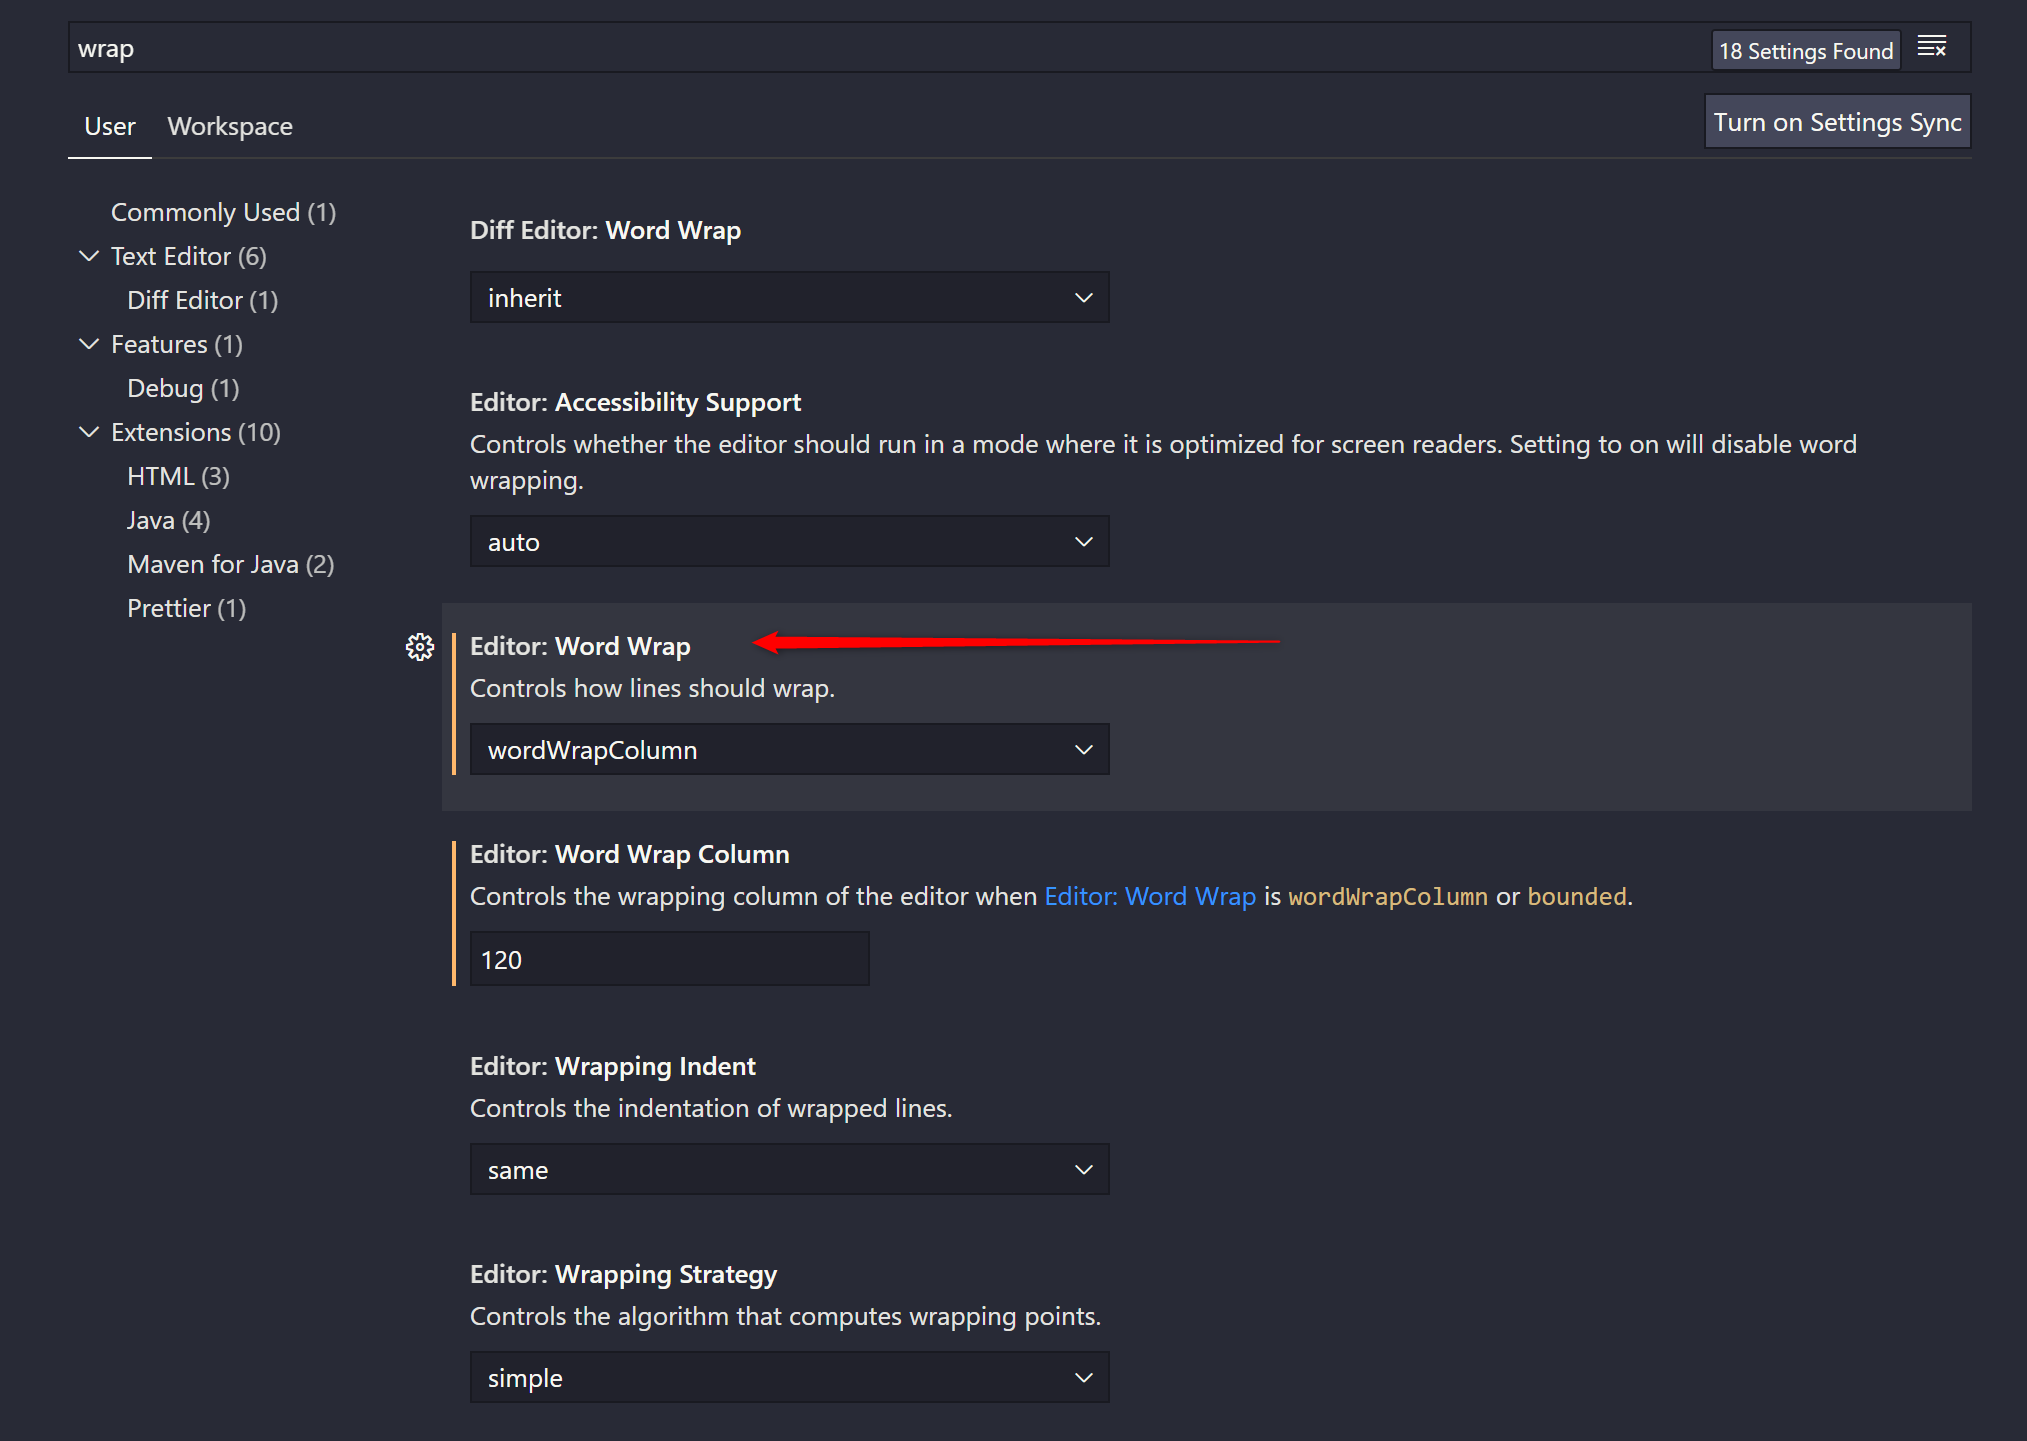 wrap
18 Settings Found
User
Workspace
Turn on Settings Sync
Commonly Used (1)
Text Editor (6)
Diff Editor (1)
Features (1)
Debug (1)
Extensions (10)
HTML (3)
Java (4)
Maven for Java (2)
Prettier (1)
Diff Editor: Word Wrap
inherit
Editor: Accessibility Support
Controls whether the editor should run in a mode where it is optimized for screen readers. Setting to on will disable word
wrapping.
auto
Editor: Word Wrap
Controls how lines should wrap.
wordWrapColumn
Editor: Word Wrap Column
Controls the wrapping column of the editor when Editor: Word Wrap is wordWrapColumn or bounded.
120
Editor: Wrapping Indent
Controls the indentation of wrapped lines.
same
Editor: Wrapping Strategy
Controls the algorithm that computes wrapping points.
simple